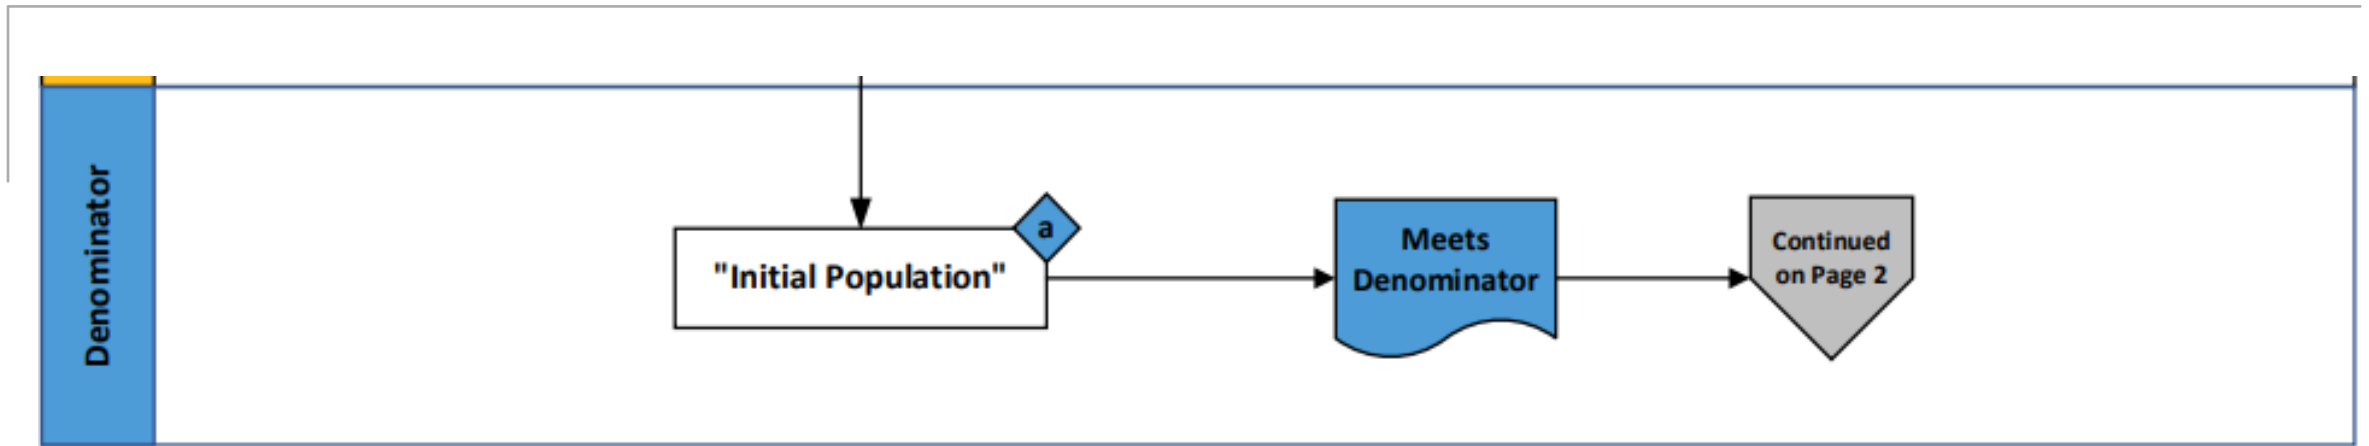 Denominator
a
"Initial Population"
Meets
Denominator
Continued
on Page 2